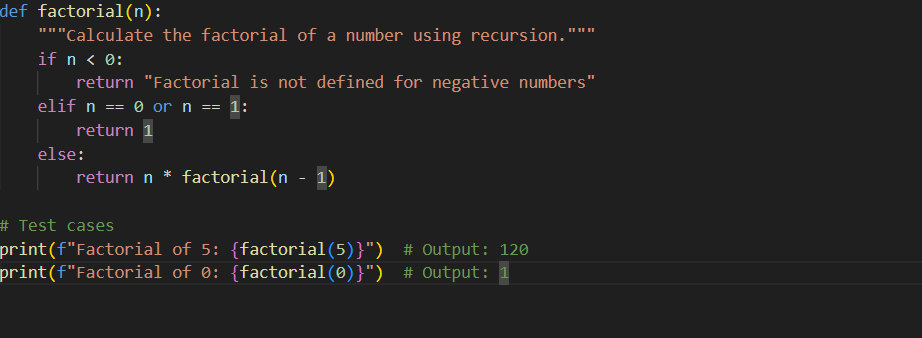 def factorial(n):
    """Calculate the factorial of a number using recursion."""
    if n < 0:
        return "Factorial is not defined for negative numbers"
    elif n == 0 or n == 1:
        return 1
    else:
        return n * factorial(n - 1)

# Test cases
print(f"Factorial of 5: {factorial(5)}")  # Output: 120
print(f"Factorial of 0: {factorial(0)}")  # Output: 1